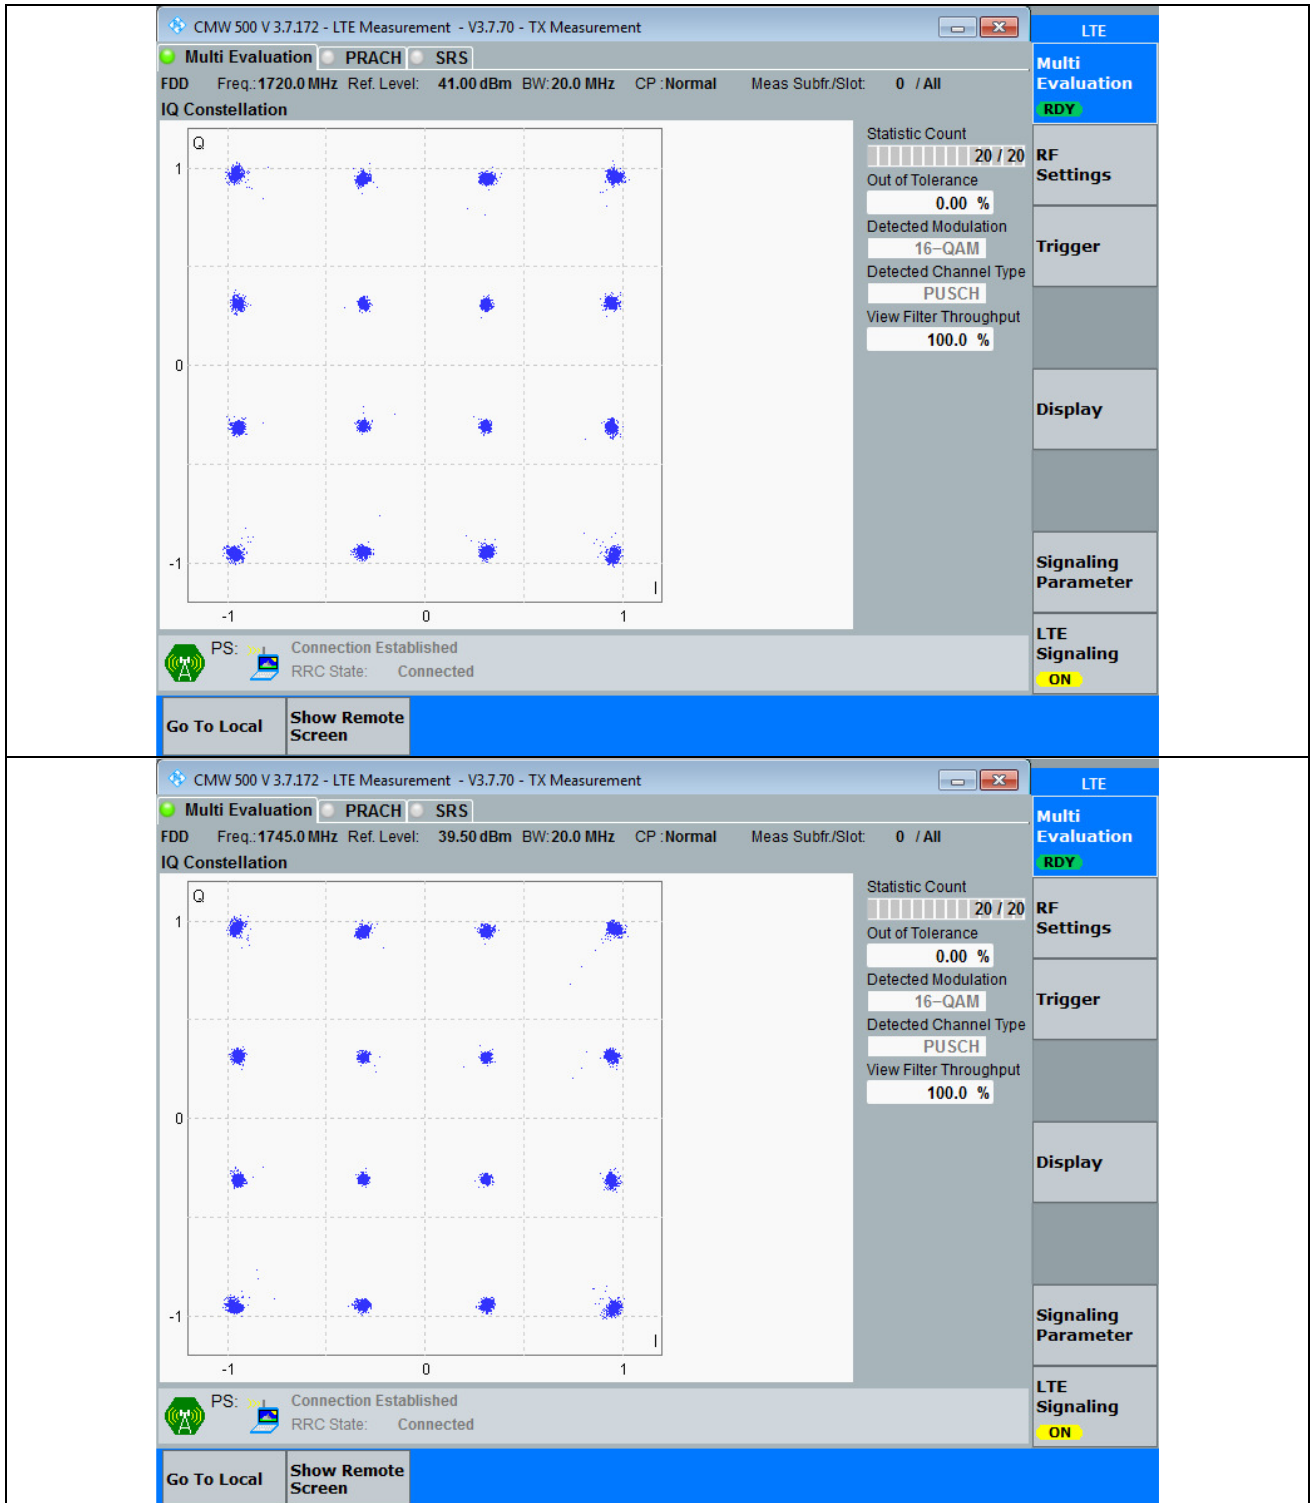 CMW 500 V 3.7.172 - LTE Measurement - V3.7.70 - TX Measurement
LTE
Multi Evaluation PRACH SRS
Multi Evaluation
RDY
FDD Freq.: 1720.0 MHz Ref. Level: 41.00 dBm BW: 20.0 MHz CP : Normal Meas Subfr./Slot: 0 / All
IQ Constellation
Q
1
0
-1
I
-1 0 1
Statistic Count
20 / 20
Out of Tolerance
0.00 %
Detected Modulation
16-QAM
Detected Channel Type
PUSCH
View Filter Throughput
100.0 %
RF
Settings
Trigger
Display
Signaling
Parameter
LTE
Signaling
ON
PS: Connection Established
RRC State: Connected
Go To Local
Show Remote
Screen
CMW 500 V 3.7.172 - LTE Measurement - V3.7.70 - TX Measurement
LTE
Multi Evaluation PRACH SRS
Multi Evaluation
RDY
FDD Freq.: 1745.0 MHz Ref. Level: 39.50 dBm BW: 20.0 MHz CP : Normal Meas Subfr./Slot: 0 / All
IQ Constellation
Q
1
0
-1
I
-1 0 1
Statistic Count
20 / 20
Out of Tolerance
0.00 %
Detected Modulation
16-QAM
Detected Channel Type
PUSCH
View Filter Throughput
100.0 %
RF
Settings
Trigger
Display
Signaling
Parameter
LTE
Signaling
ON
PS: Connection Established
RRC State: Connected
Go To Local
Show Remote
Screen